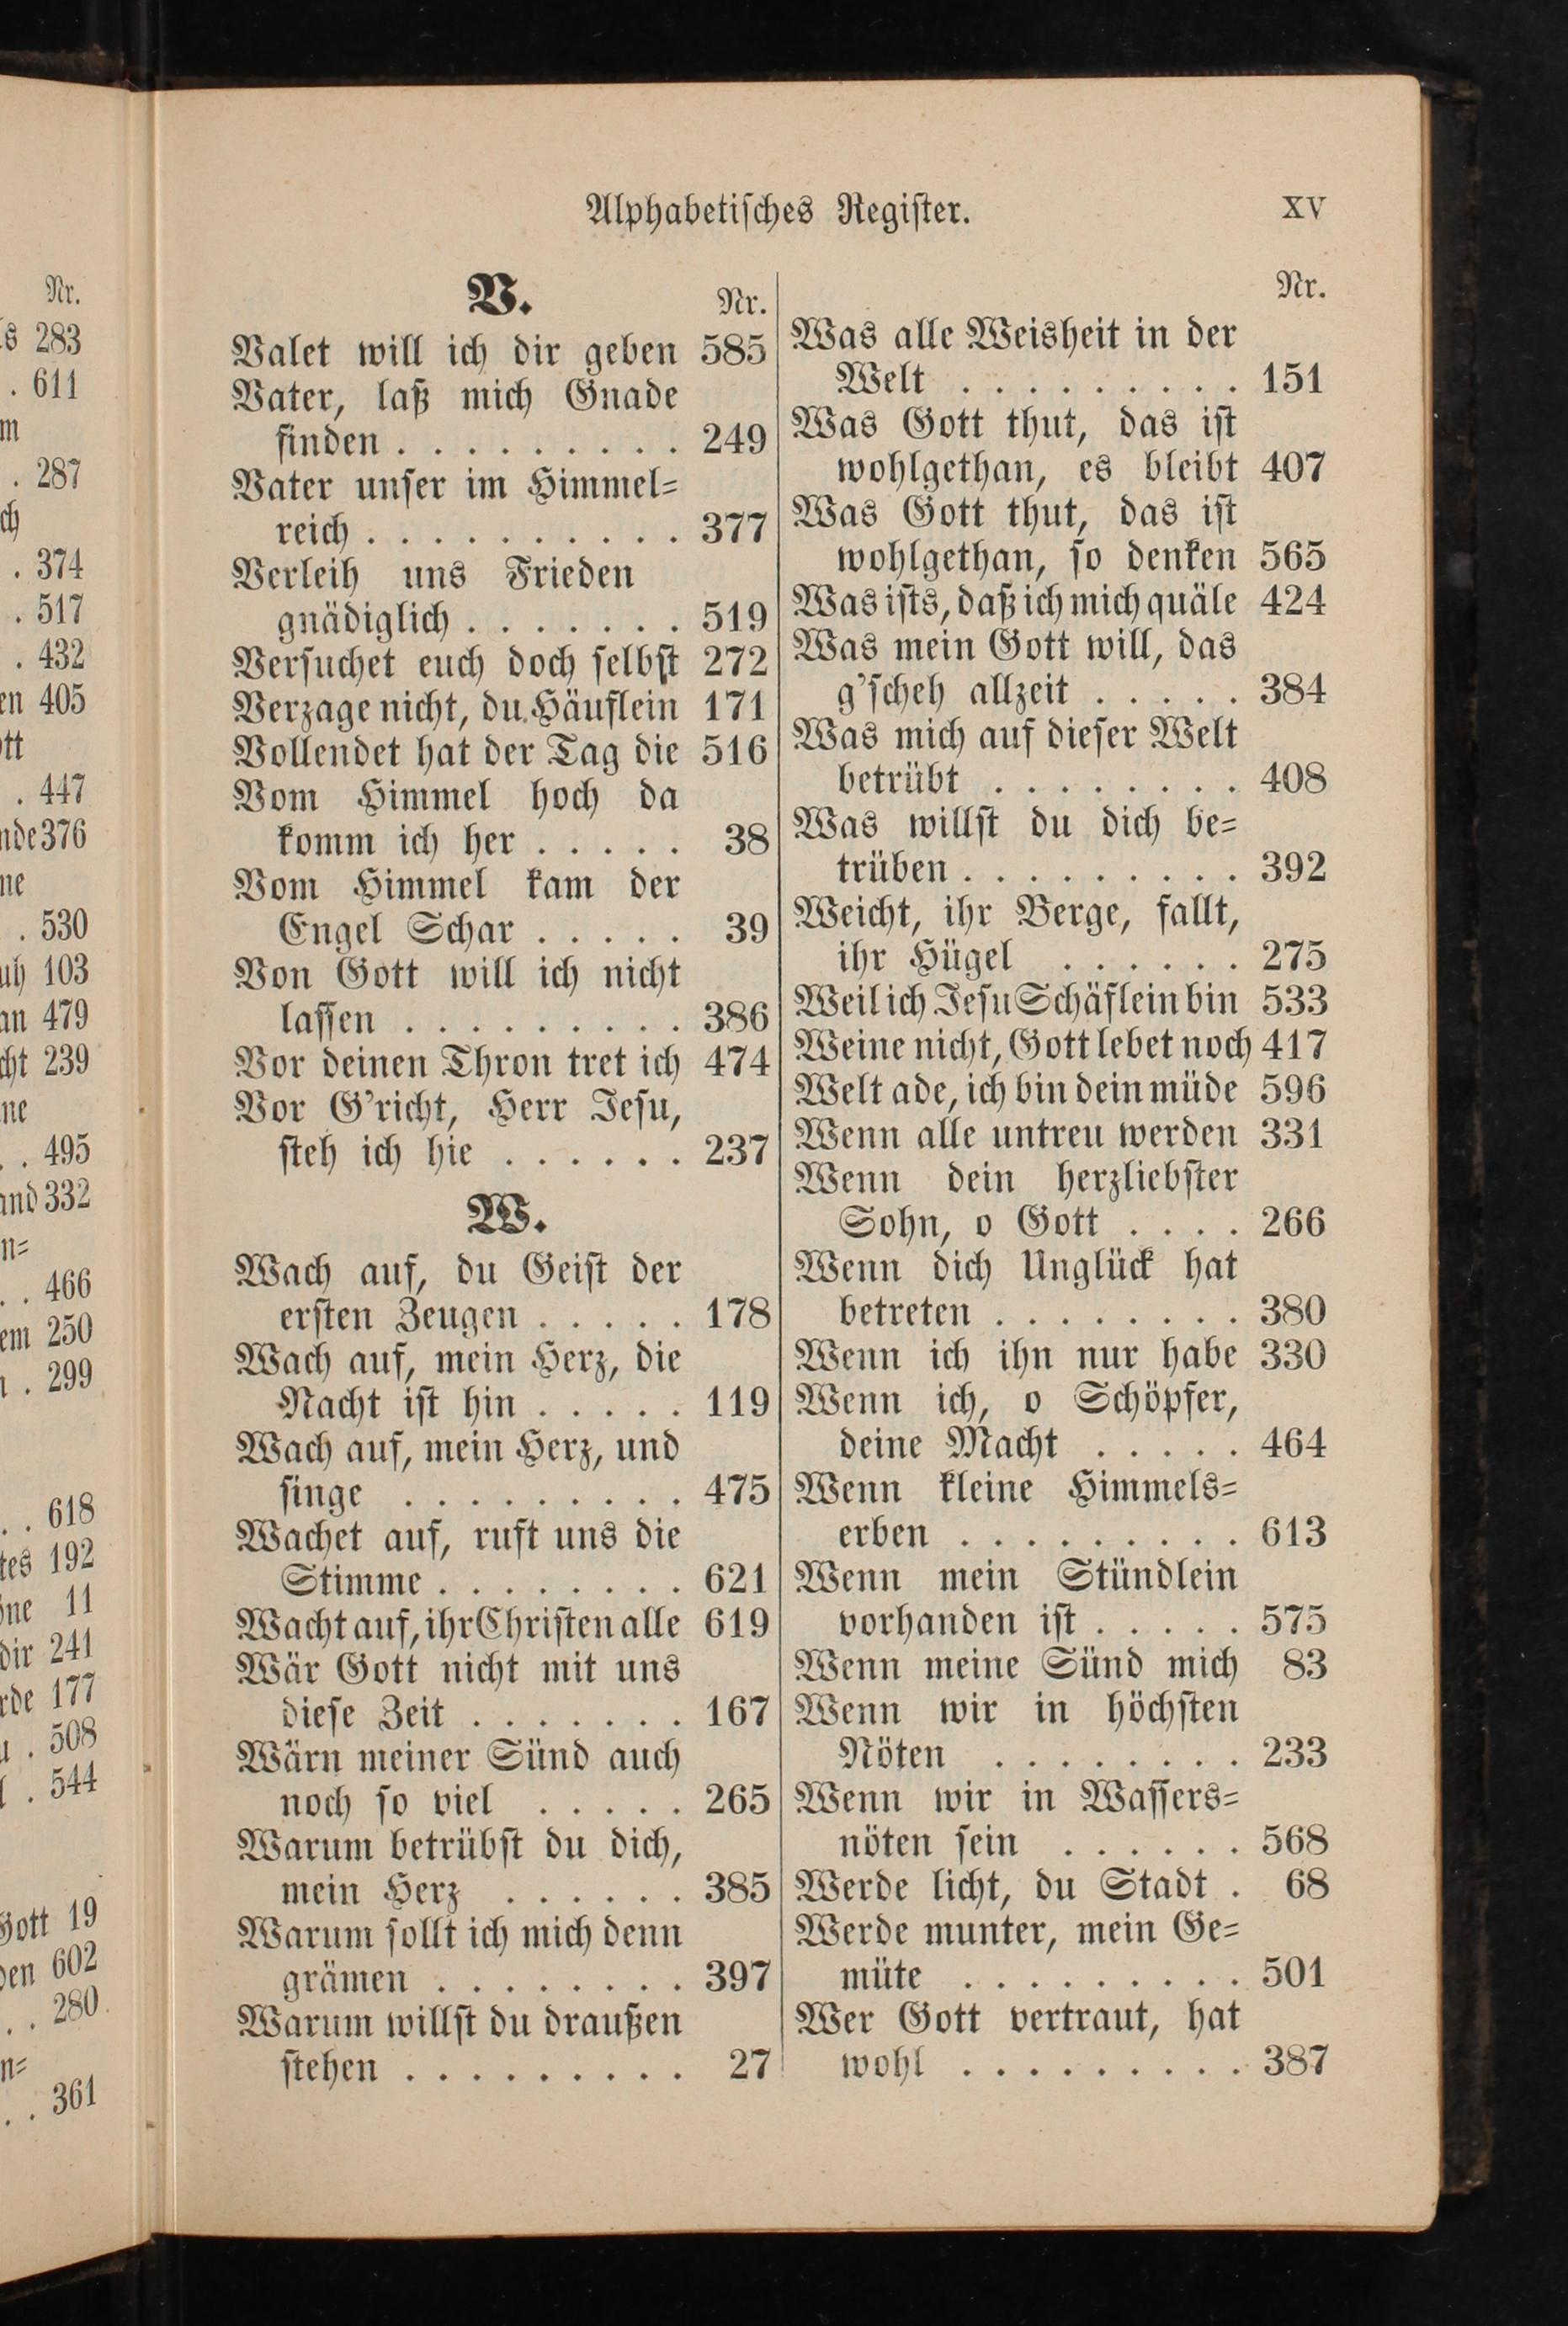 Alphabetisches Register. XV
V. Nr.
Valet will ich dir geben 585
Vater, laß mich Gnade
finden . . . . . . . . . 249
Vater unser im Himmel=
reich . . . . . . . . . . 377
Verleih uns Frieden
gnädiglich . . . . . . . 519
Versuchet euch doch selbst 272
Verzage nicht, du Häuflein 171
Vollendet hat der Tag die 516
Vom Himmel hoch da
komm ich her . . . . . 38
Vom Himmel kam der
Engel Schar . . . . . 39
Von Gott will ich nicht
lassen . . . . . . . . . 386
Vor deinen Thron tret ich 474
Vor G'richt, Herr Jesu,
steh ich hie . . . . . . 237
W.
Wach auf, du Geist der
ersten Zeugen . . . . . 178
Wach auf, mein Herz, die
Nacht ist hin . . . . . 119
Wach auf, mein Herz, und
singe . . . . . . . . . 475
Wachet auf, ruft uns die
Stimme . . . . . . . . 621
Wacht auf, ihr Christen alle 619
Wär Gott nicht mit uns
diese Zeit . . . . . . . 167
Wärn meiner Sünd auch
noch so viel . . . . . 265
Warum betrübst du dich,
mein Herz . . . . . . 385
Warum sollt ich mich denn
grämen . . . . . . . . 397
Warum willst du draußen
stehen . . . . . . . . . 27
Nr.
Was alle Weisheit in der
Welt . . . . . . . . . 151
Was Gott thut, das ist
wohlgethan, es bleibt 407
Was Gott thut, das ist
wohlgethan, so denken 565
Was ists, daß ich mich quäle 424
Was mein Gott will, das
g'scheh allzeit . . . . . 384
Was mich auf dieser Welt
betrübt . . . . . . . . 408
Was willst du dich be=
trüben . . . . . . . . . 392
Weicht, ihr Berge, fallt,
ihr Hügel . . . . . . 275
Weil ich Jesu Schäflein bin 533
Weine nicht, Gott lebet noch 417
Welt ade, ich bin dein müde 596
Wenn alle untreu werden 331
Wenn dein herzliebster
Sohn, o Gott . . . . 266
Wenn dich Unglück hat
betreten . . . . . . . . 380
Wenn ich ihn nur habe 330
Wenn ich, o Schöpfer,
deine Macht . . . . . 464
Wenn kleine Himmels=
erben . . . . . . . . . 613
Wenn mein Stündlein
vorhanden ist . . . . . 575
Wenn meine Sünd mich 83
Wenn wir in höchsten
Nöten . . . . . . . . 233
Wenn wir in Wassers=
nöten sein . . . . . . 568
Werde licht, du Stadt . 68
Werde munter, mein Ge=
müte . . . . . . . . . 501
Wer Gott vertraut, hat
wohl . . . . . . . . . 387